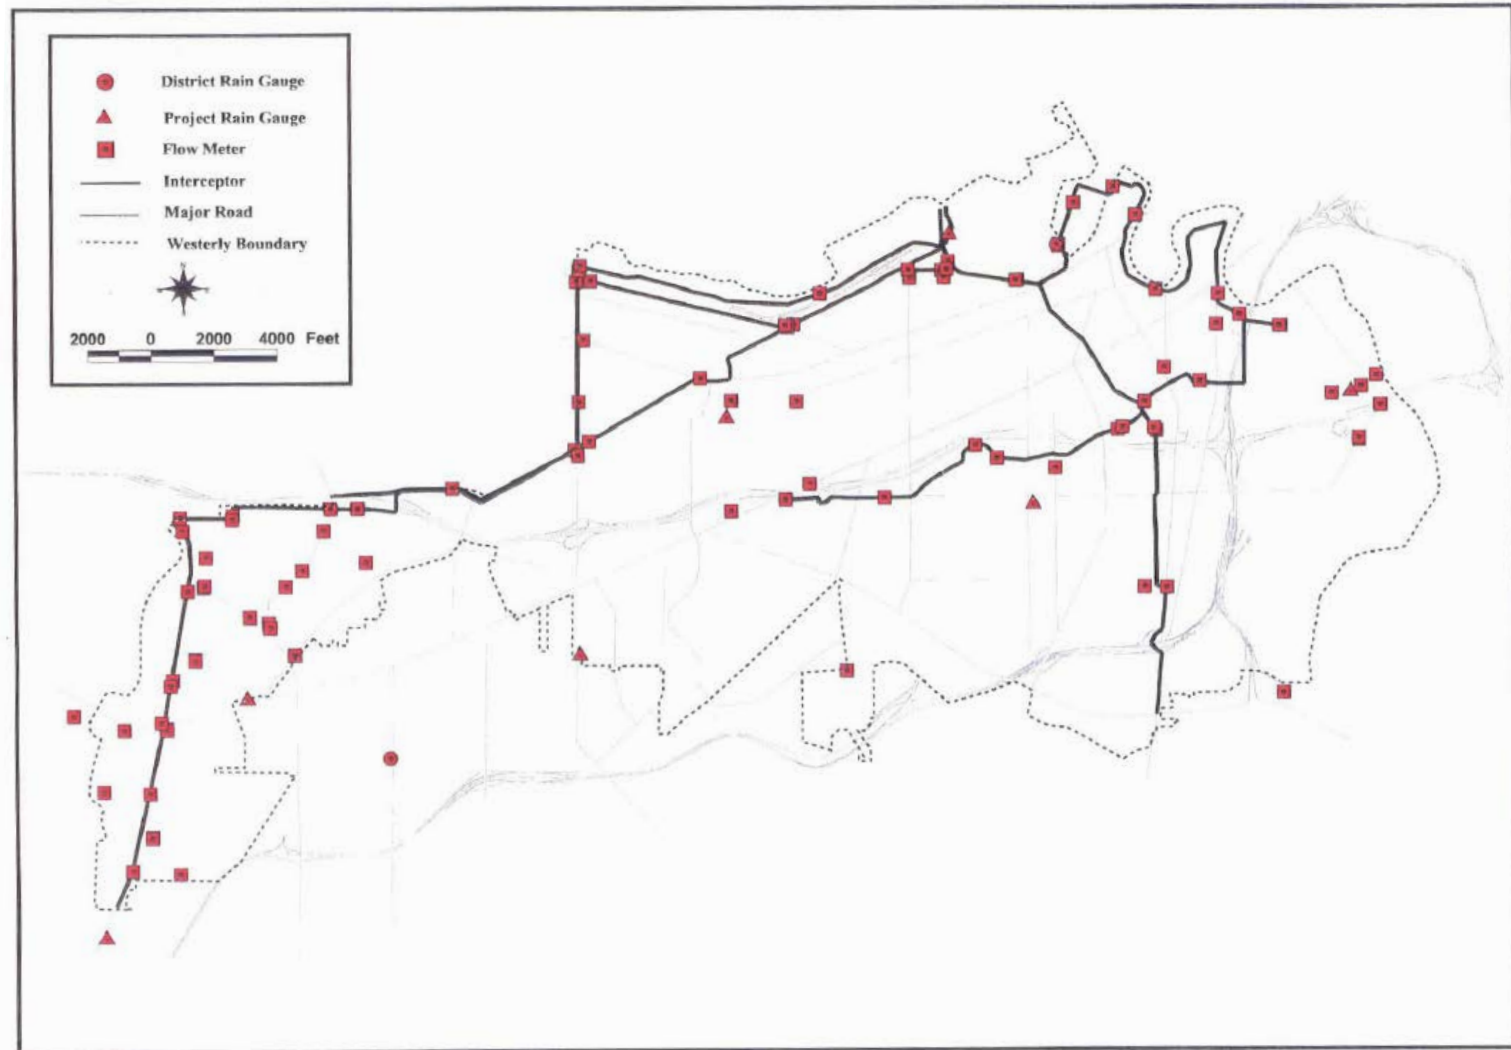 District Rain Gauge
Project Rain Gauge
Flow Meter
Interceptor
Major Road
Westerly Boundary
N
2000 0 2000 4000 Feet